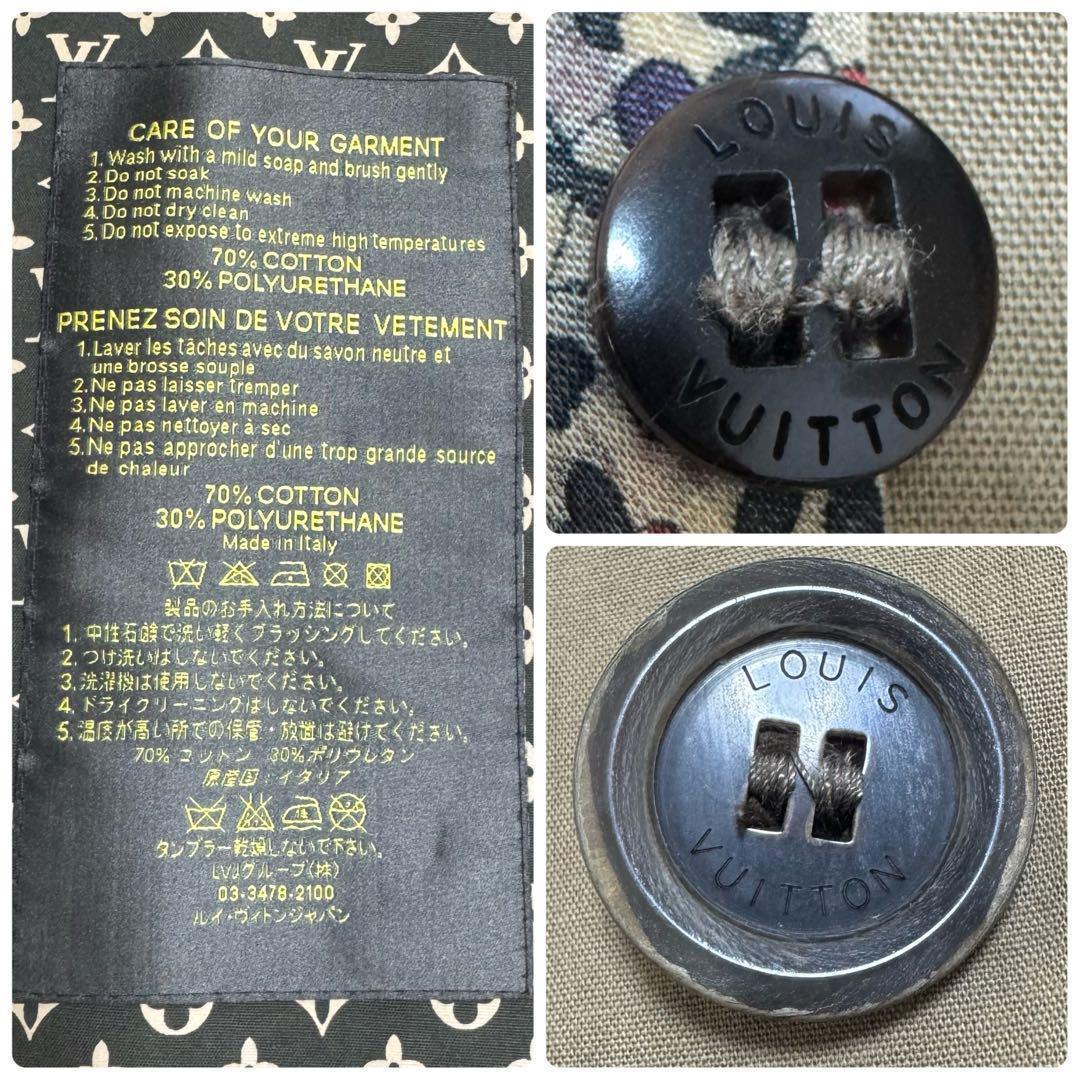 CARE OF YOUR GARMENT
1. Wash with a mild soap and brush gently
2. Do not soak
3. Do not machine wash
4. Do not dry clean
5. Do not expose to extreme high temperatures
70% COTTON
30% POLYURETHANE
PRENEZ SOIN DE VOTRE VETEMENT
1. Laver les tâches avec du savon neutre et
une brosse souple
2. Ne pas laisser tremper
3. Ne pas laver en machine
4. Ne pas nettoyer à sec
5. Ne pas approcher d'une trop grande source
de chaleur
70% COTTON
30% POLYURETHANE
Made in Italy
製品のお手入れ方法について
1. 中性石鹸で洗い軽くブラッシングしてください。
2. つけ洗いはしないでください。
3. 洗濯機は使用しないでください。
4. ドライクリーニングはしないでください。
5. 温度が高い所での保管・放置は避けてください。
70% コットン 30%ポリウレタン
原産国：イタリア
タンブラー乾燥しないで下さい。
LVJグループ(株)
03-3478-2100
ルイ・ヴィトンジャパン
LOUIS
VUITTON
LOUIS
VUITTON